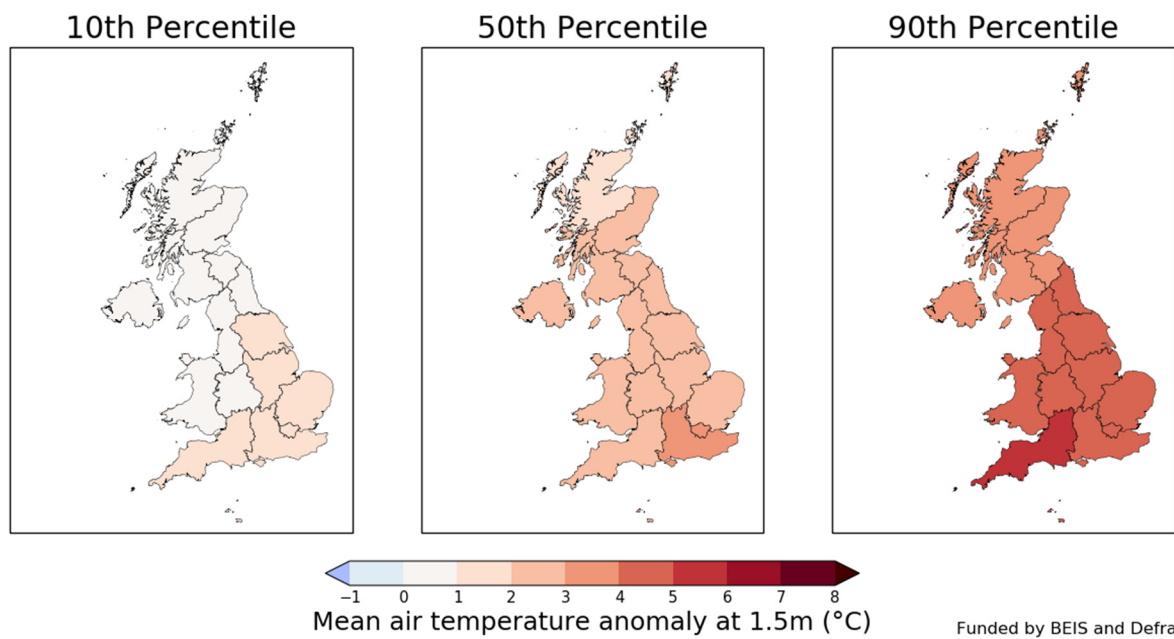 10th Percentile
50th Percentile
90th Percentile
−1 0 1 2 3 4 5 6 7 8
Mean air temperature anomaly at 1.5m (°C)
Funded by BEIS and Defra